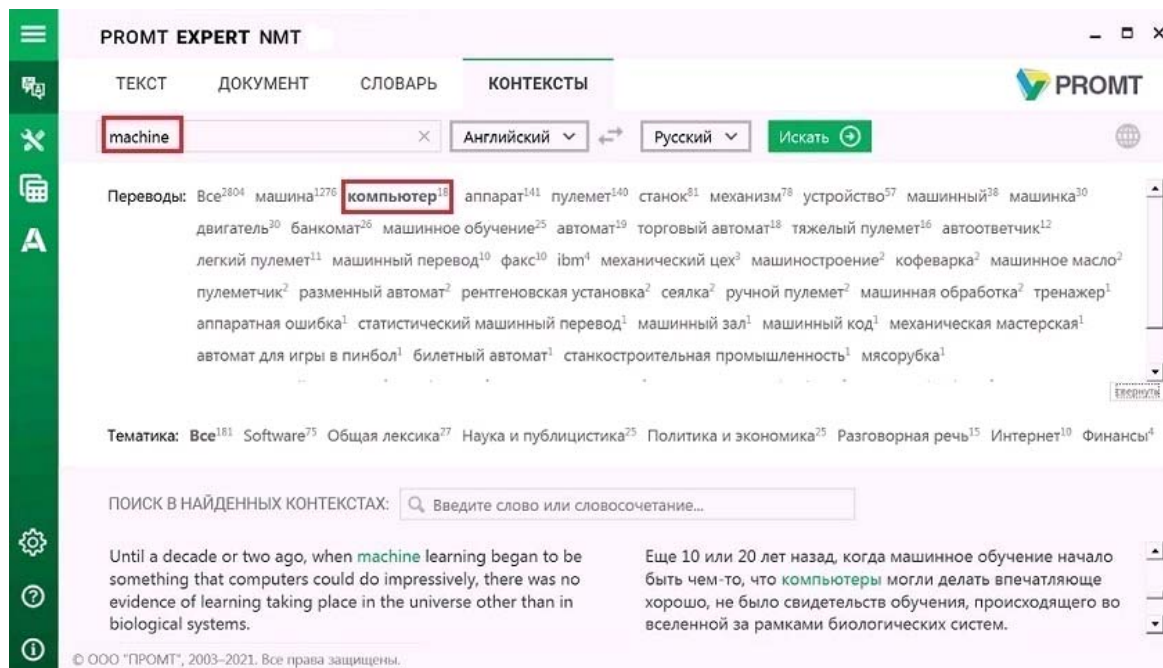 PROMT EXPERT NMT
ТЕКСТ ДОКУМЕНТ СЛОВАРЬ КОНТЕКСТЫ PROMT
machine Английский Русский Искать
Переводы: Все2804 машина1276 компьютер18 аппарат141 пулемет140 станок81 механизм78 устройство57 машинный38 машинка30
двигатель30 банкомат26 машинное обучение25 автомат19 торговый автомат18 тяжелый пулемет16 автоответчик12
легкий пулемет11 машинный перевод10 факс10 ibm4 механический цех3 машиностроение2 кофеварка2 машинное масло2
пулеметчик2 разменный автомат2 рентгеновская установка2 сеялка2 ручной пулемет2 машинная обработка2 тренажер1
аппаратная ошибка1 статистический машинный перевод1 машинный зал1 машинный код1 механическая мастерская1
автомат для игры в пинбол1 билетный автомат1 станкостроительная промышленность1 мясорубка1
свернуть
Тематика: Все181 Software75 Общая лексика27 Наука и публицистика25 Политика и экономика25 Разговорная речь15 Интернет10 Финансы4
ПОИСК В НАЙДЕННЫХ КОНТЕКСТАХ: Введите слово или словосочетание...
Until a decade or two ago, when machine learning began to be
something that computers could do impressively, there was no
evidence of learning taking place in the universe other than in
biological systems.
Еще 10 или 20 лет назад, когда машинное обучение начало
быть чем-то, что компьютеры могли делать впечатляюще
хорошо, не было свидетельств обучения, происходящего во
вселенной за рамками биологических систем.
© ООО "ПРОМТ", 2003–2021. Все права защищены.